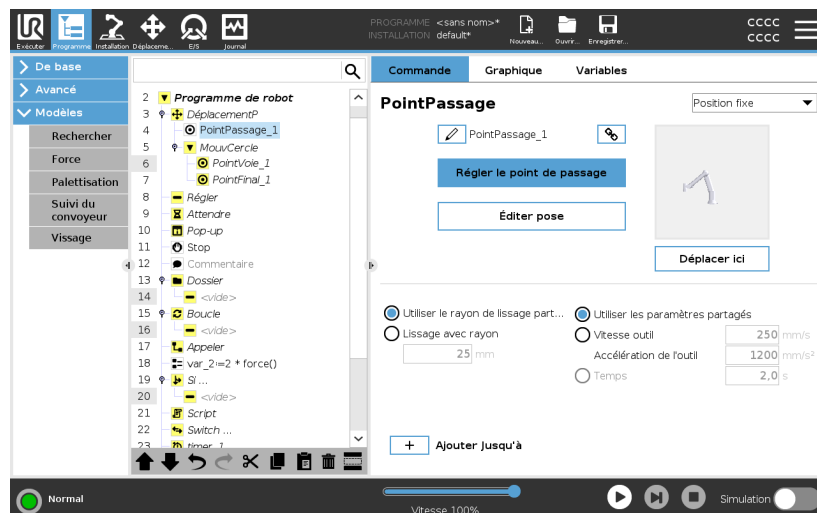 PROGRAMME <sans nom>*
INSTALLATION default*
CCCC
CCCC
Exécuter
Programme
Installation
Déplaceme...
E/S
Journal
Nouveau...
Ouvrir...
Enregistrer...
De base
Avancé
Modèles
Rechercher
Force
Palettisation
Suivi du
convoyeur
Vissage
2 Programme de robot
3 DéplacementP
4 PointPassage_1
5 MouvCercle
6 PointVoie_1
7 PointFinal_1
8 Régler
9 Attendre
10 Pop-up
11 Stop
12 Commentaire
13 Dossier
14 <vide>
15 Boucle
16 <vide>
17 Appeler
18 var_2:=2 * force()
19 Si ...
20 <vide>
21 Script
22 Switch ...
23 timer_1
Commande
Graphique
Variables
PointPassage
Position fixe
PointPassage_1
Régler le point de
passage
Éditer pose
Déplacer ici
Utiliser le rayon de lissage part...
Utiliser les paramètres partagés
Lissage avec rayon
25 mm
Vitesse outil 250 mm/s
Accélération de l'outil 1200 mm/s²
Temps 2,0 s
+ Ajouter Jusqu'à
Normal
Vitesse 100%
Simulation